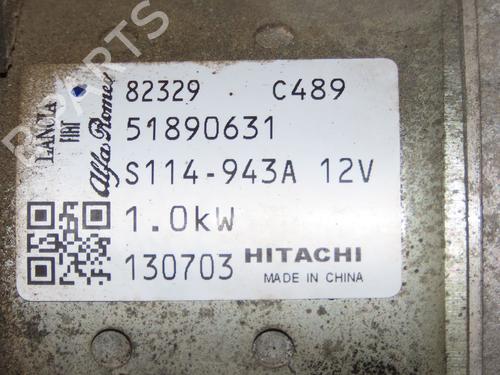 LANCIA
FIAT
Alfa Romeo
82329 . C489
51890631
S114-943A 12V
1.0kW
130703 HITACHI
MADE IN CHINA